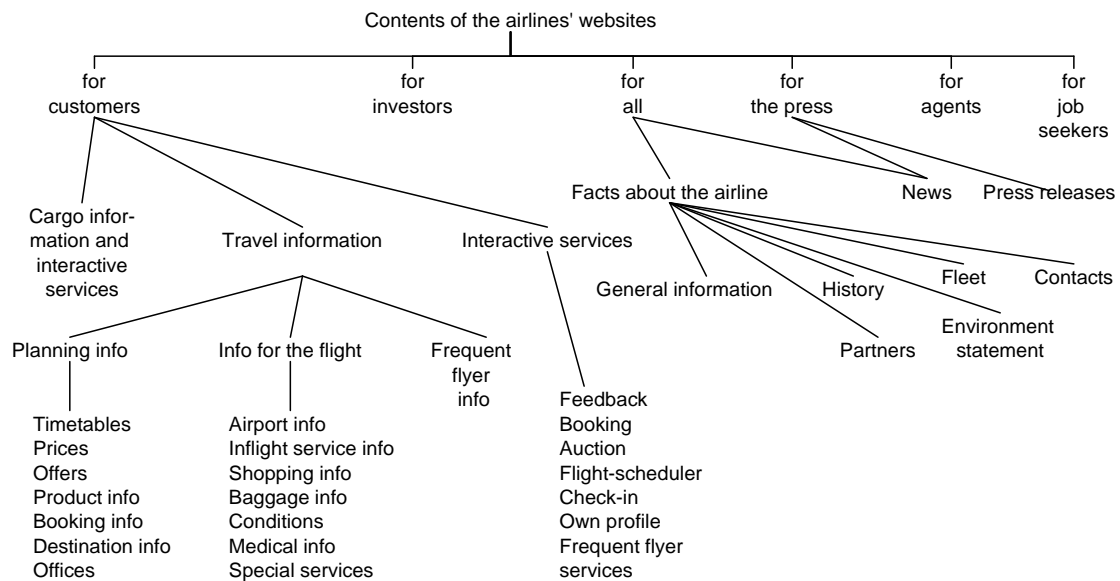 Contents of the airlines' websites
for
customers
for
investors
for
all
for
the press
for
agents
for
job
seekers
Facts about the airline
News
Press releases
Cargo infor-
mation and
interactive
services
Travel information
Interactive services
General information
History
Fleet
Contacts
Partners
Environment
statement
Planning info
Info for the flight
Frequent
flyer
info
Timetables
Prices
Offers
Product info
Booking info
Destination info
Offices
Airport info
Inflight service info
Shopping info
Baggage info
Conditions
Medical info
Special services
Feedback
Booking
Auction
Flight-scheduler
Check-in
Own profile
Frequent flyer
services